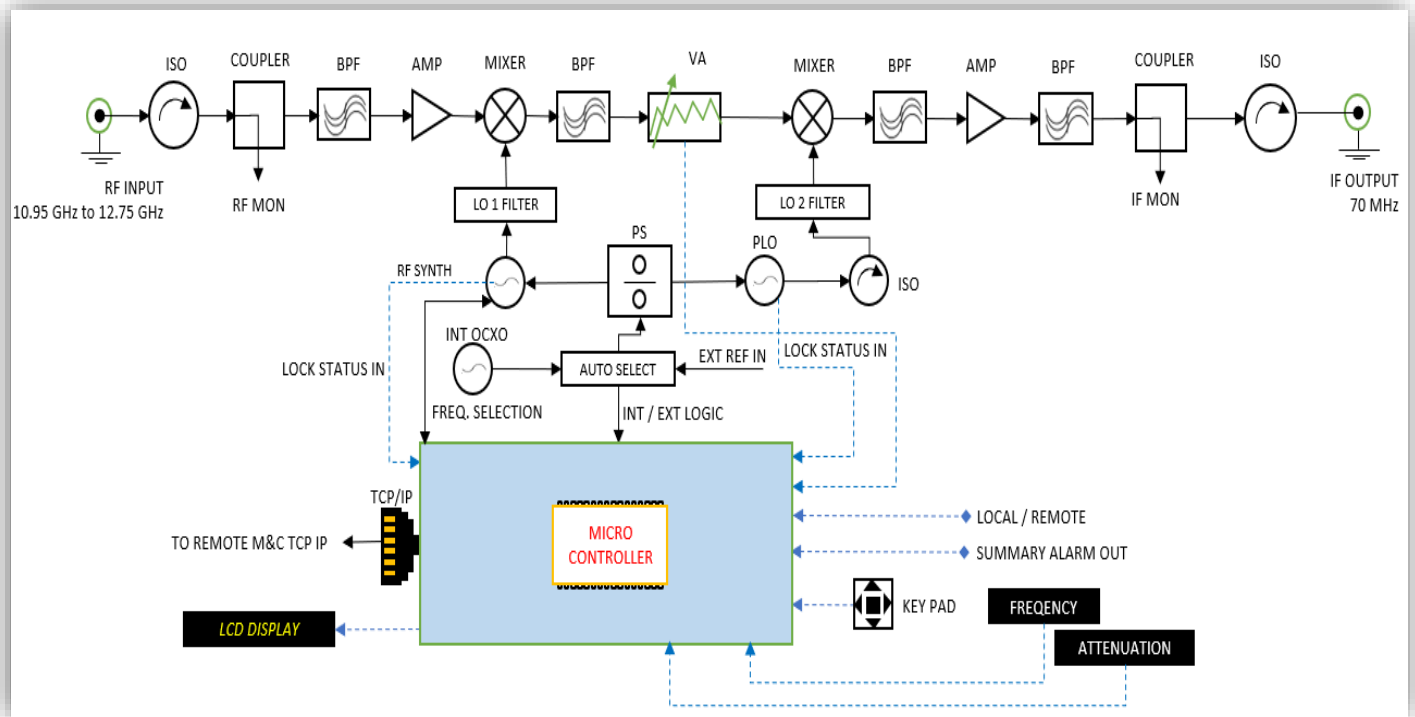 ISO
COUPLER
BPF
AMP
MIXER
BPF
VA
MIXER
BPF
AMP
BPF
COUPLER
ISO
RF INPUT
10.95 GHz to 12.75 GHz
RF MON
IF MON
IF OUTPUT
70 MHz
LO 1 FILTER
LO 2 FILTER
PS
PLO
RF SYNTH
ISO
INT OCXO
LOCK STATUS IN
AUTO SELECT
EXT REF IN
LOCK STATUS IN
FREQ. SELECTION
INT / EXT LOGIC
TCP/IP
TO REMOTE M&C TCP IP
MICRO
CONTROLLER
LOCAL / REMOTE
SUMMARY ALARM OUT
KEY PAD
FREQENCY
LCD DISPLAY
ATTENUATION